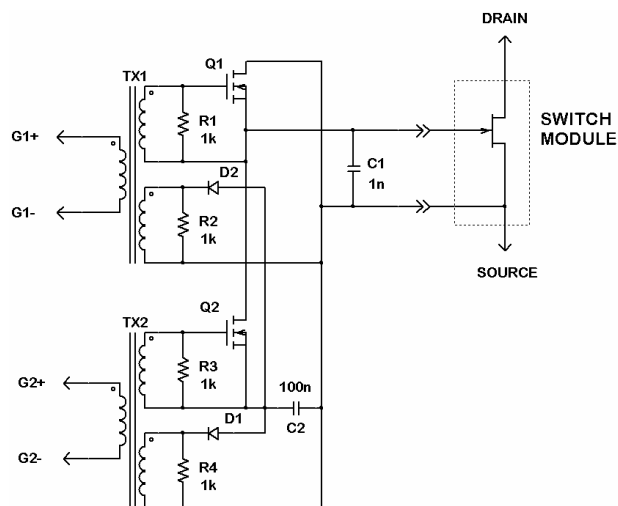 DRAIN
Q1
TX1
SWITCH
MODULE
R1
1k
G1+
C1
1n
D2
G1-
R2
1k
SOURCE
Q2
TX2
R3
1k
G2+
100n
D1
C2
G2-
R4
1k